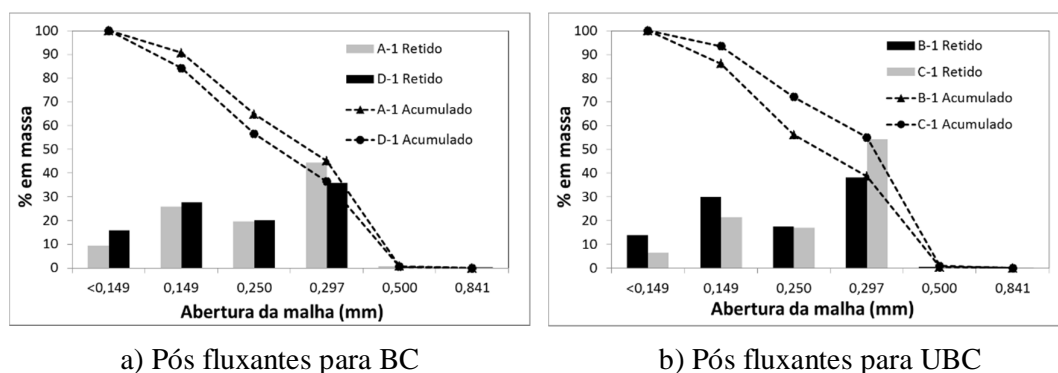 100
90
80
70
60
50
40
30
20
10
0
% em massa
A-1 Retido
D-1 Retido
A-1 Acumulado
D-1 Acumulado
<0,149
0,149
0,250
0,297
0,500
0,841
Abertura da malha (mm)
a) Pós fluxantes para BC
100
90
80
70
60
50
40
30
20
10
0
% em massa
B-1 Retido
C-1 Retido
B-1 Acumulado
C-1 Acumulado
<0,149
0,149
0,250
0,297
0,500
0,841
Abertura da malha (mm)
b) Pós fluxantes para UBC